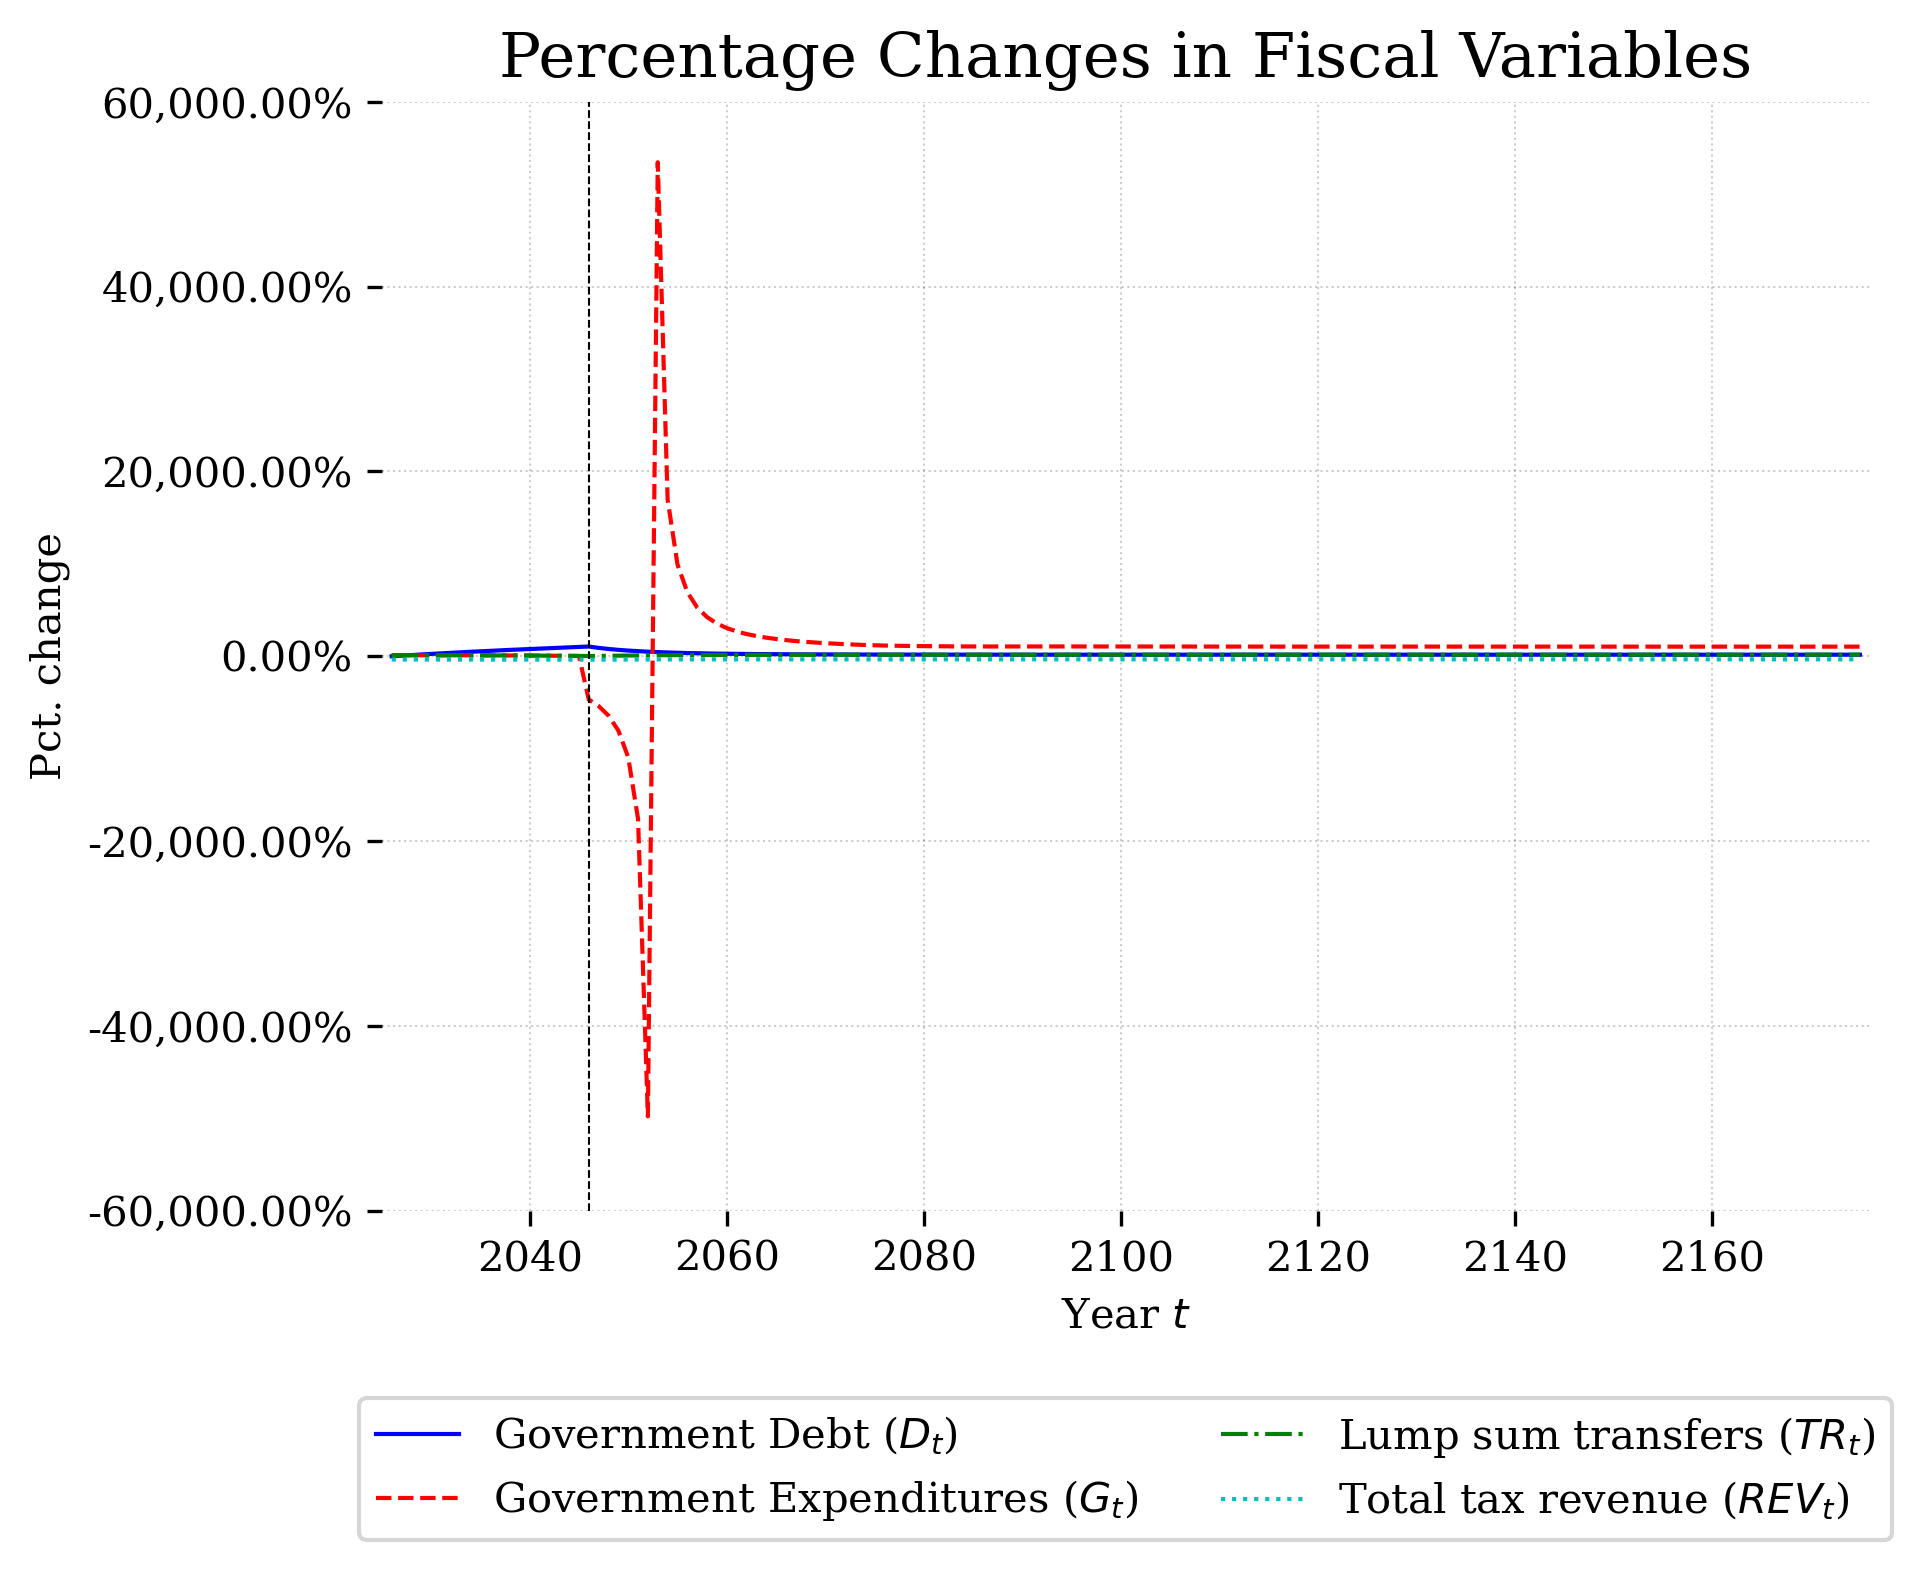 Percentage Changes in Fiscal Variables
60,000.00%
40,000.00%
20,000.00%
0.00%
-20,000.00%
-40,000.00%
-60,000.00%
Pct. change
2040 2060 2080 2100 2120 2140 2160
Year t
Government Debt (D_t)
Government Expenditures (G_t)
Lump sum transfers (TR_t)
Total tax revenue (REV_t)